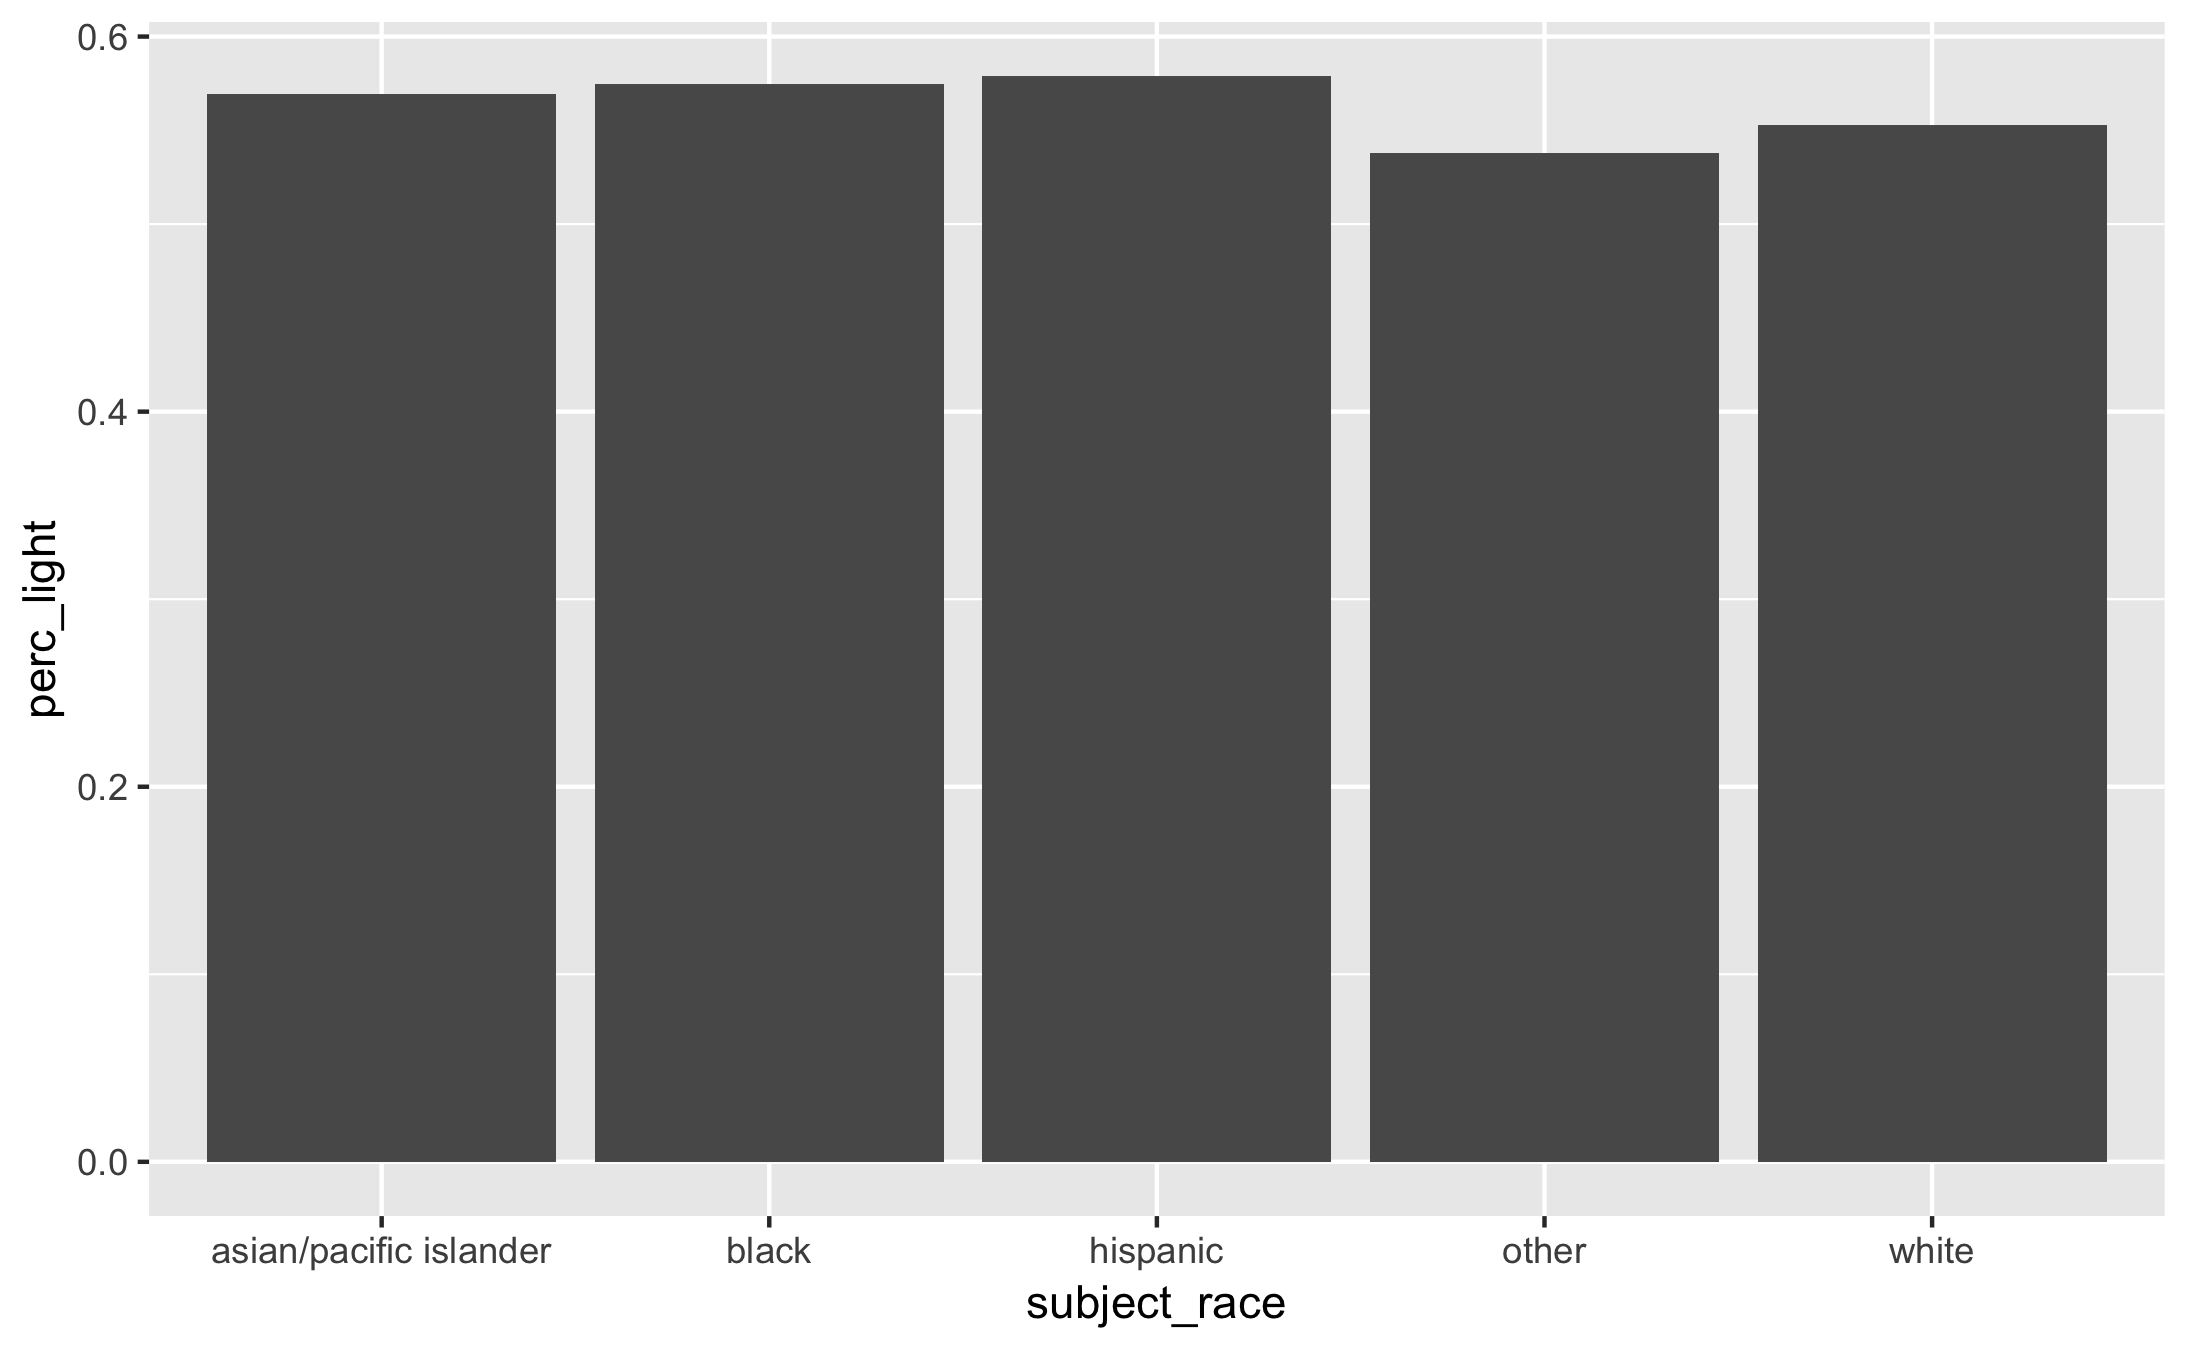 0.6
0.4
0.2
0.0
perc_light
asian/pacific islander
black
hispanic
other
white
subject_race